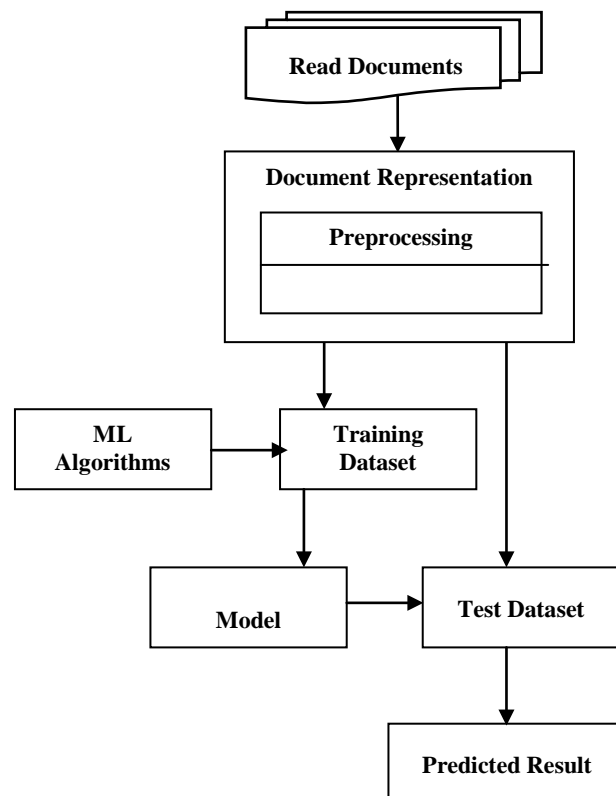 Read Documents
Document Representation
Preprocessing
ML
Algorithms
Training
Dataset
Model
Test Dataset
Predicted Result